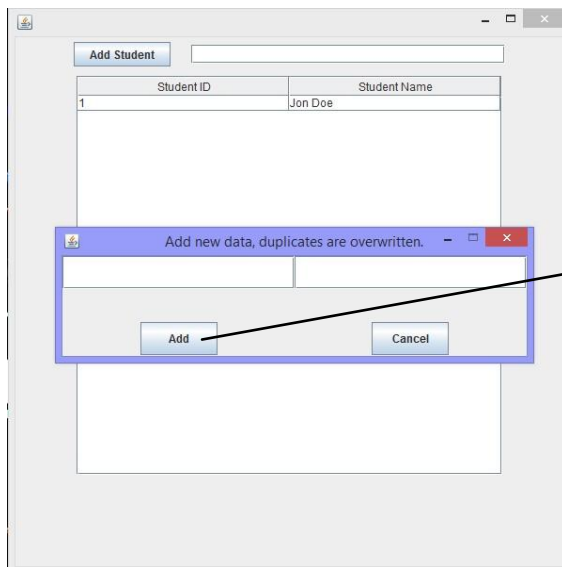 Add Student
Student ID Student Name
1 Jon Doe
Add new data, duplicates are overwritten.
Add Cancel